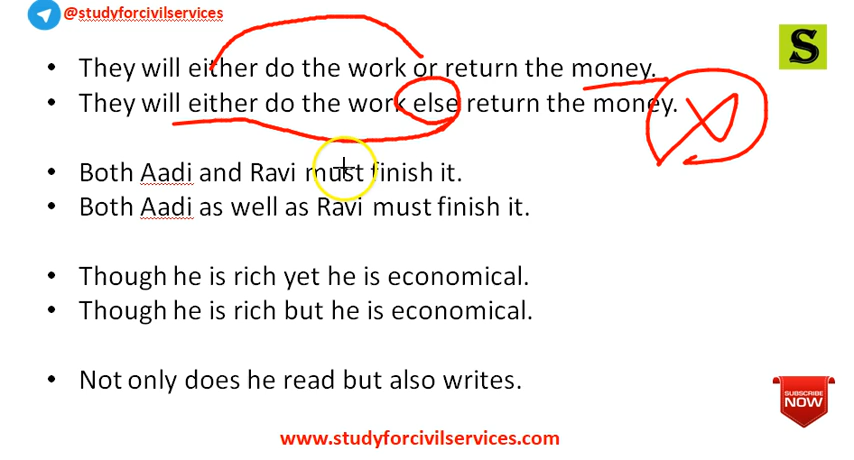 @studyforcivilservices
S
• They will either do the work or return the money.
• They will either do the work else return the money.
• Both Aadi and Ravi must finish it.
• Both Aadi as well as Ravi must finish it.
• Though he is rich yet he is economical.
• Though he is rich but he is economical.
• Not only does he read but also writes.
SUBSCRIBE
NOW
www.studyforcivilservices.com